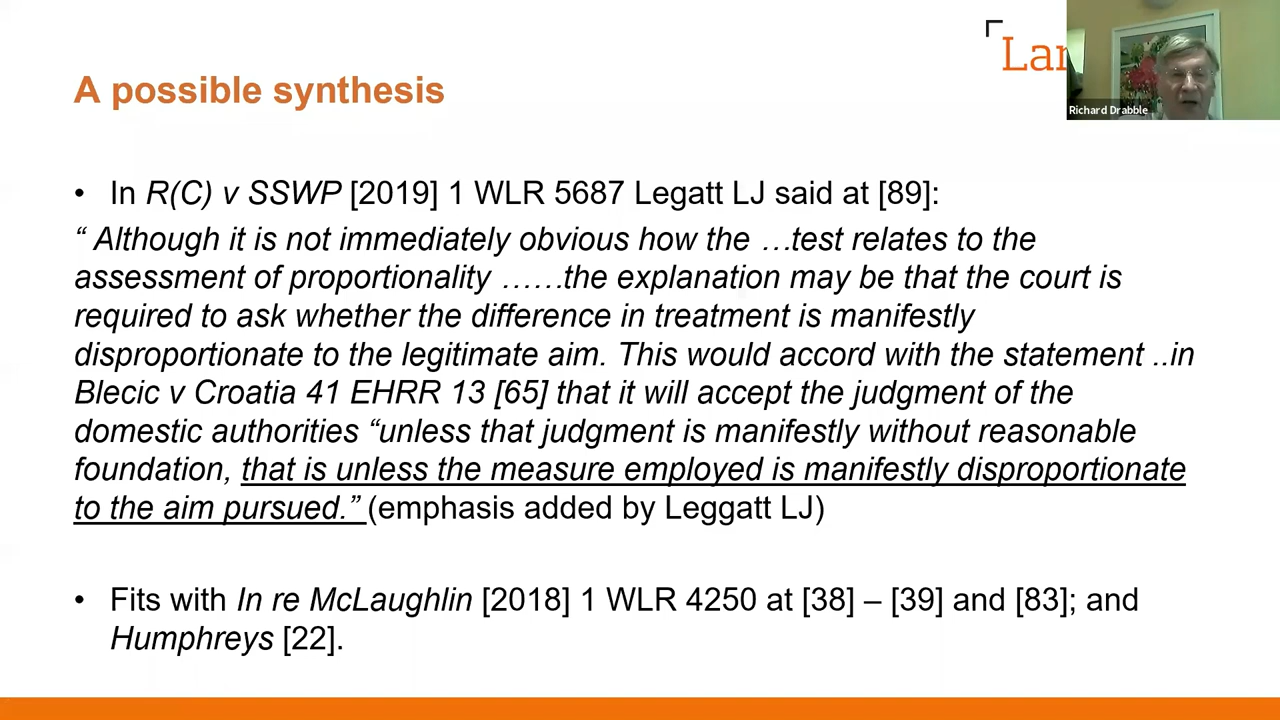 Lan
Richard Drabble
A possible synthesis
• In R(C) v SSWP [2019] 1 WLR 5687 Legatt LJ said at [89]:
“ Although it is not immediately obvious how the …test relates to the
assessment of proportionality ……the explanation may be that the court is
required to ask whether the difference in treatment is manifestly
disproportionate to the legitimate aim. This would accord with the statement ..in
Blecic v Croatia 41 EHRR 13 [65] that it will accept the judgment of the
domestic authorities “unless that judgment is manifestly without reasonable
foundation, that is unless the measure employed is manifestly disproportionate
to the aim pursued.” (emphasis added by Leggatt LJ)
• Fits with In re McLaughlin [2018] 1 WLR 4250 at [38] – [39] and [83]; and
Humphreys [22].